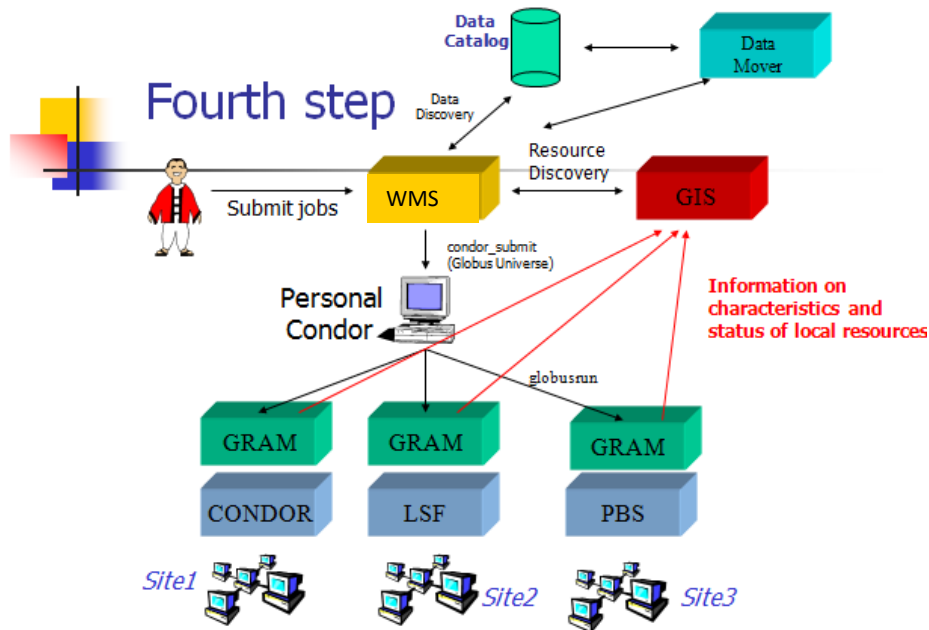 Data
Catalog
Data
Mover
Fourth step
Data
Discovery
Resource
Discovery
Submit jobs
WMS
GIS
condor_submit
(Globus Universe)
Personal
Condor
Information on
characteristics and
status of local resources
globusrun
GRAM
GRAM
GRAM
CONDOR
LSF
PBS
Site1
Site2
Site3